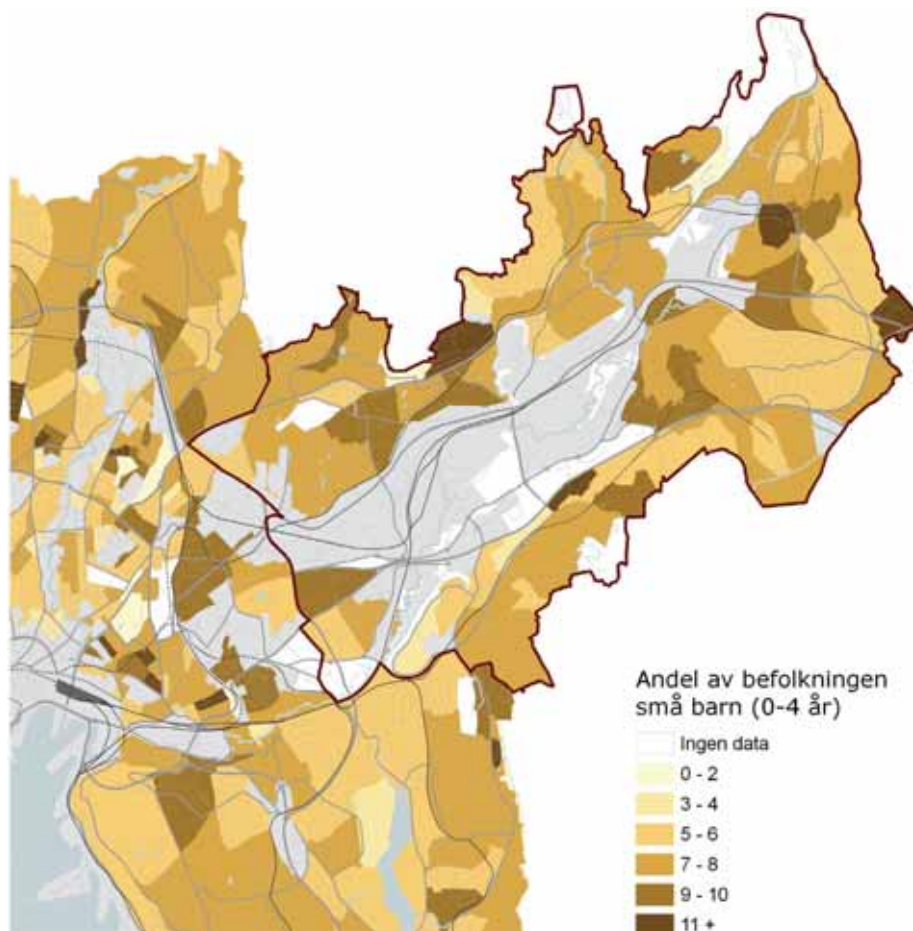 Andel av befolkningen
små barn (0-4 år)
Ingen data
0 - 2
3 - 4
5 - 6
7 - 8
9 - 10
11 +